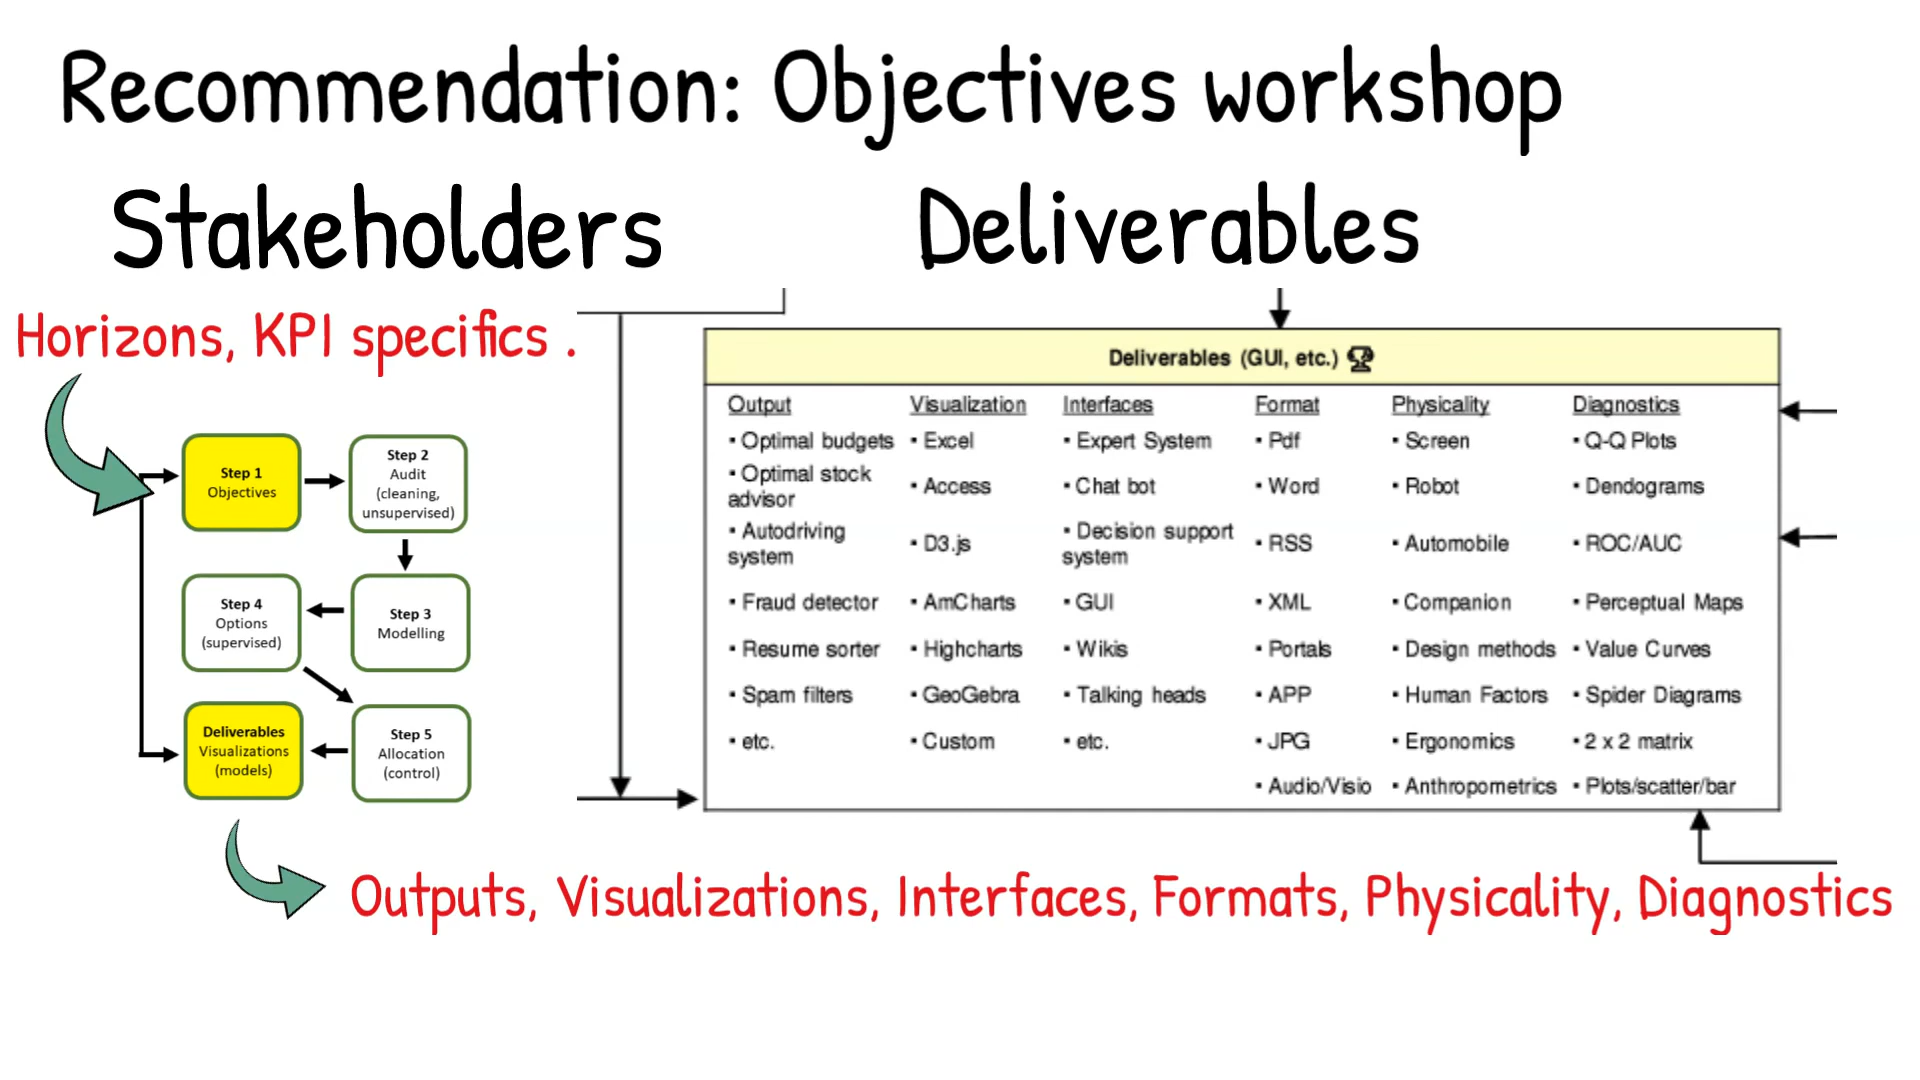 Recommendation: Objectives workshop
Stakeholders
Deliverables
Horizons, KPI specifics .
Step 1
Objectives
Step 2
Audit
(cleaning,
unsupervised)
Step 4
Options
(supervised)
Step 3
Modelling
Deliverables
Visualizations
(models)
Step 5
Allocation
(control)
Deliverables (GUI, etc.)
Output
▪ Optimal budgets
▪ Optimal stock
advisor
▪ Autodriving
system
▪ Fraud detector
▪ Resume sorter
▪ Spam filters
▪ etc.
Visualization
▪ Excel
▪ Access
▪ D3.js
▪ AmCharts
▪ Highcharts
▪ GeoGebra
▪ Custom
Interfaces
▪ Expert System
▪ Chat bot
▪ Decision support
system
▪ GUI
▪ Wikis
▪ Talking heads
▪ etc.
Format
▪ Pdf
▪ Word
▪ RSS
▪ XML
▪ Portals
▪ APP
▪ JPG
▪ Audio/Visio
Physicality
▪ Screen
▪ Robot
▪ Automobile
▪ Companion
▪ Design methods
▪ Human Factors
▪ Ergonomics
▪ Anthropometrics
Diagnostics
▪ Q-Q Plots
▪ Dendograms
▪ ROC/AUC
▪ Perceptual Maps
▪ Value Curves
▪ Spider Diagrams
▪ 2 x 2 matrix
▪ Plots/scatter/bar
Outputs, Visualizations, Interfaces, Formats, Physicality, Diagnostics